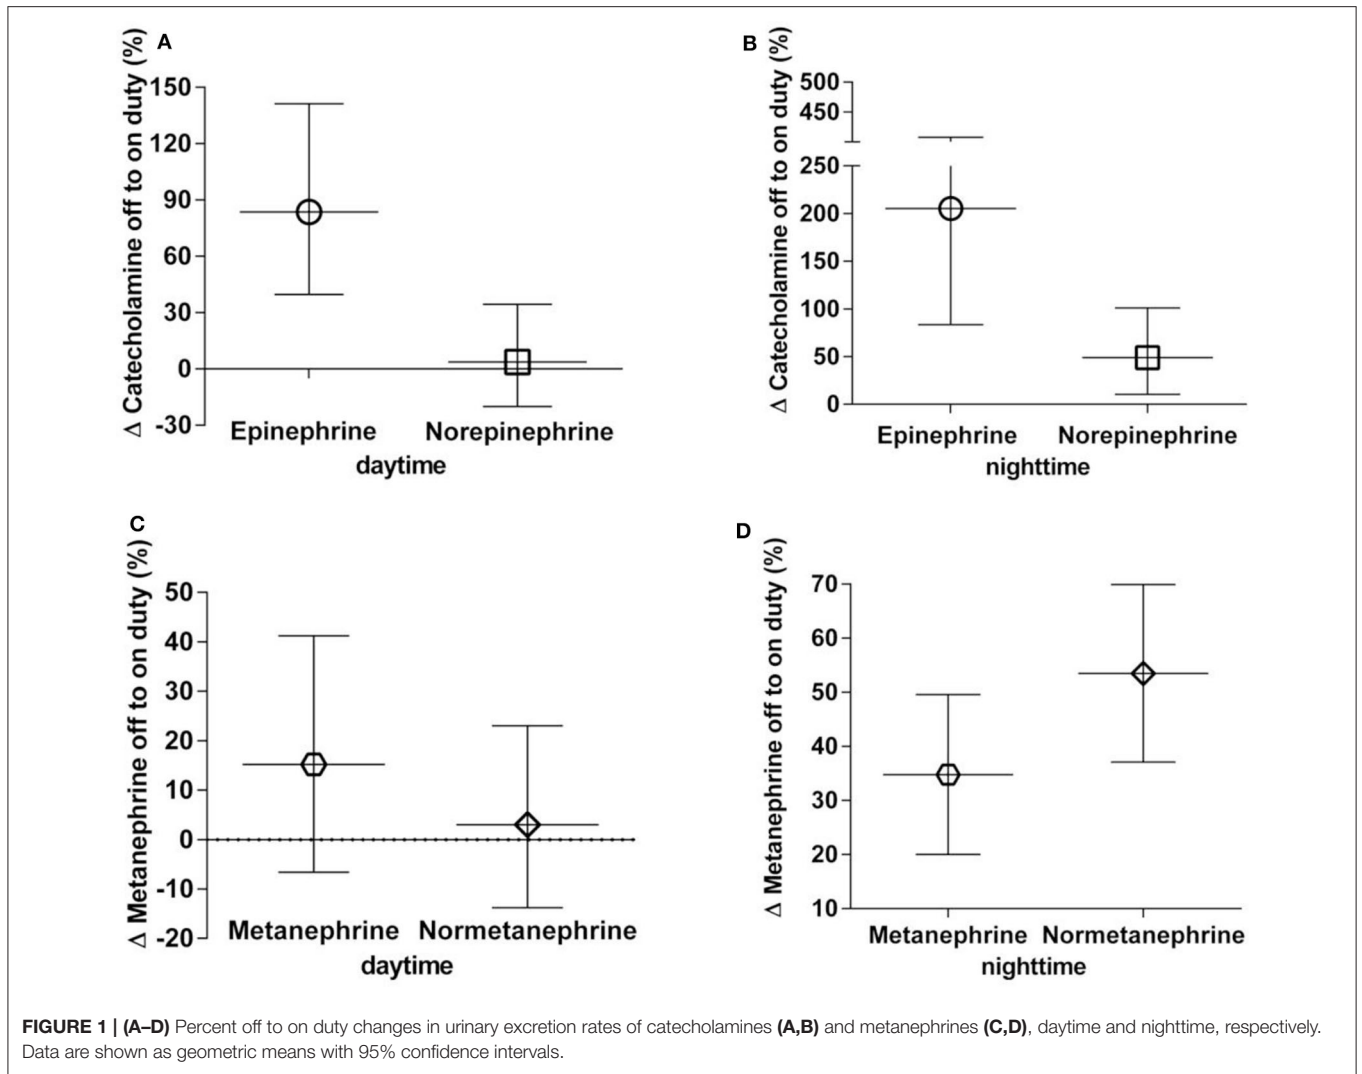 A
Δ Catecholamine off to on duty (%)
150
120
90
60
30
0
-30
Epinephrine
Norepinephrine
daytime
B
Δ Catecholamine off to on duty (%)
500
450
250
200
150
100
50
0
Epinephrine
Norepinephrine
nighttime
C
Δ Metanephrine off to on duty (%)
50
40
30
20
10
0
-10
-20
Metanephrine
Normetanephrine
daytime
D
Δ Metanephrine off to on duty (%)
70
60
50
40
30
20
10
Metanephrine
Normetanephrine
nighttime
FIGURE 1 | (A–D) Percent off to on duty changes in urinary excretion rates of catecholamines (A,B) and metanephrines (C,D), daytime and nighttime, respectively.
Data are shown as geometric means with 95% confidence intervals.